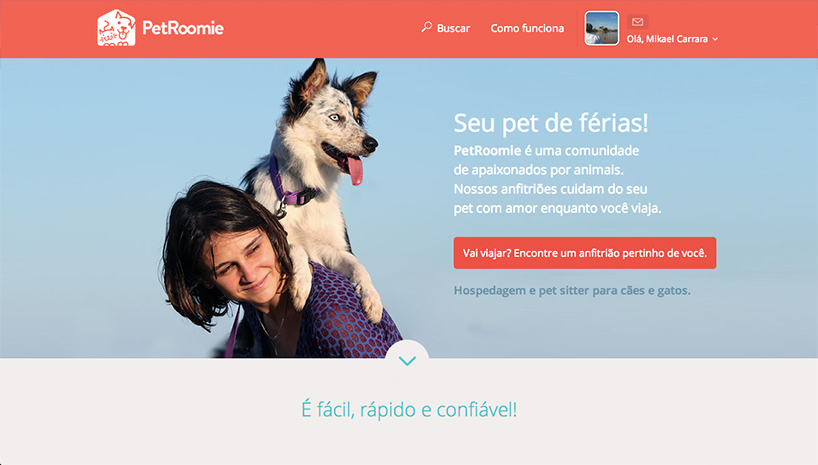 PetRoomie
Buscar
Como funciona
Olá, Mikael Carrara
Seu pet de férias!
PetRoomie é uma comunidade
de apaixonados por animais.
Nossos anfitriões cuidam do seu
pet com amor enquanto você viaja.
Vai viajar? Encontre um anfitrião pertinho de você.
Hospedagem e pet sitter para cães e gatos.
É fácil, rápido e confiável!